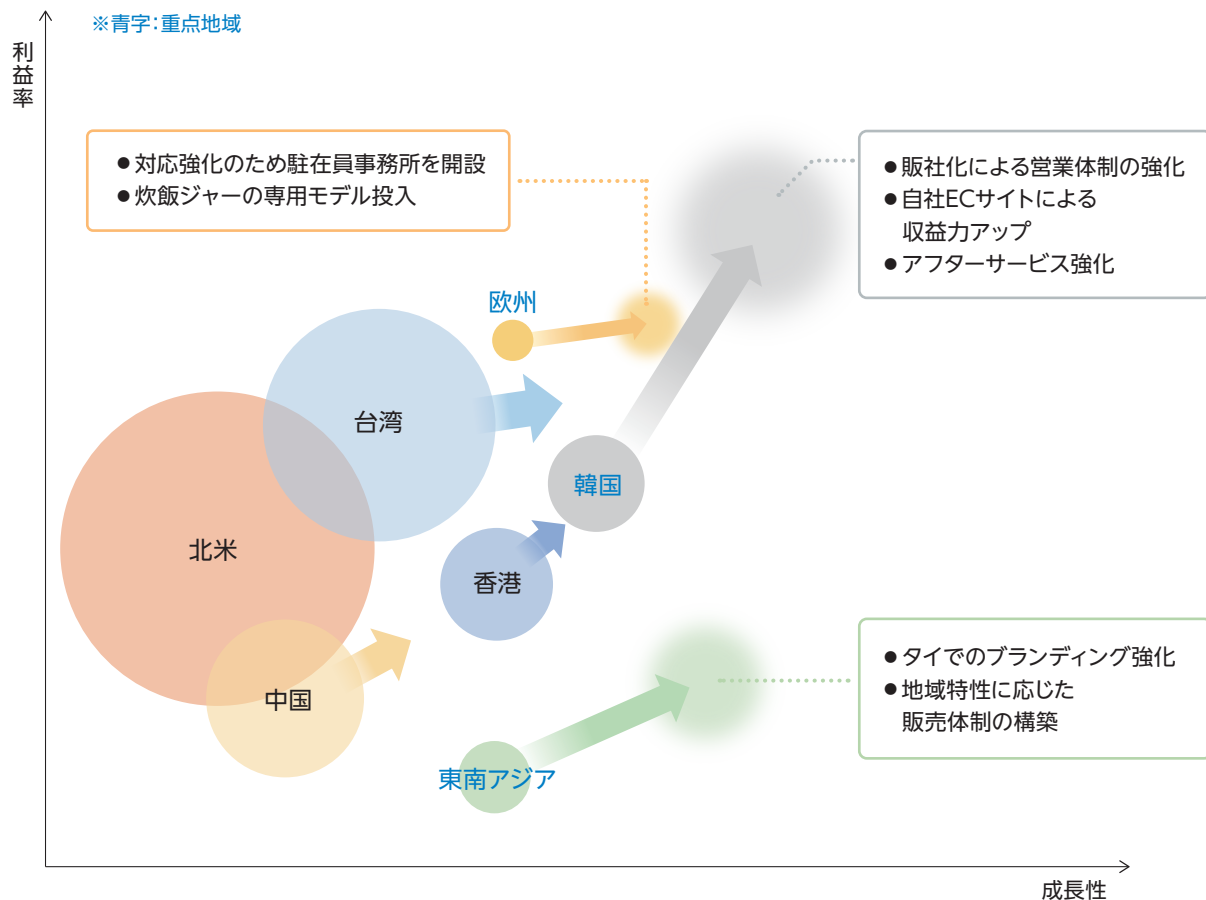 ※青字：重点地域
利益率
● 対応強化のため駐在員事務所を開設
● 炊飯ジャーの専用モデル投入
● 販社化による営業体制の強化
● 自社ECサイトによる
収益力アップ
● アフターサービス強化
欧州
台湾
韓国
北米
香港
中国
東南アジア
● タイでのブランディング強化
● 地域特性に応じた
販売体制の構築
成長性